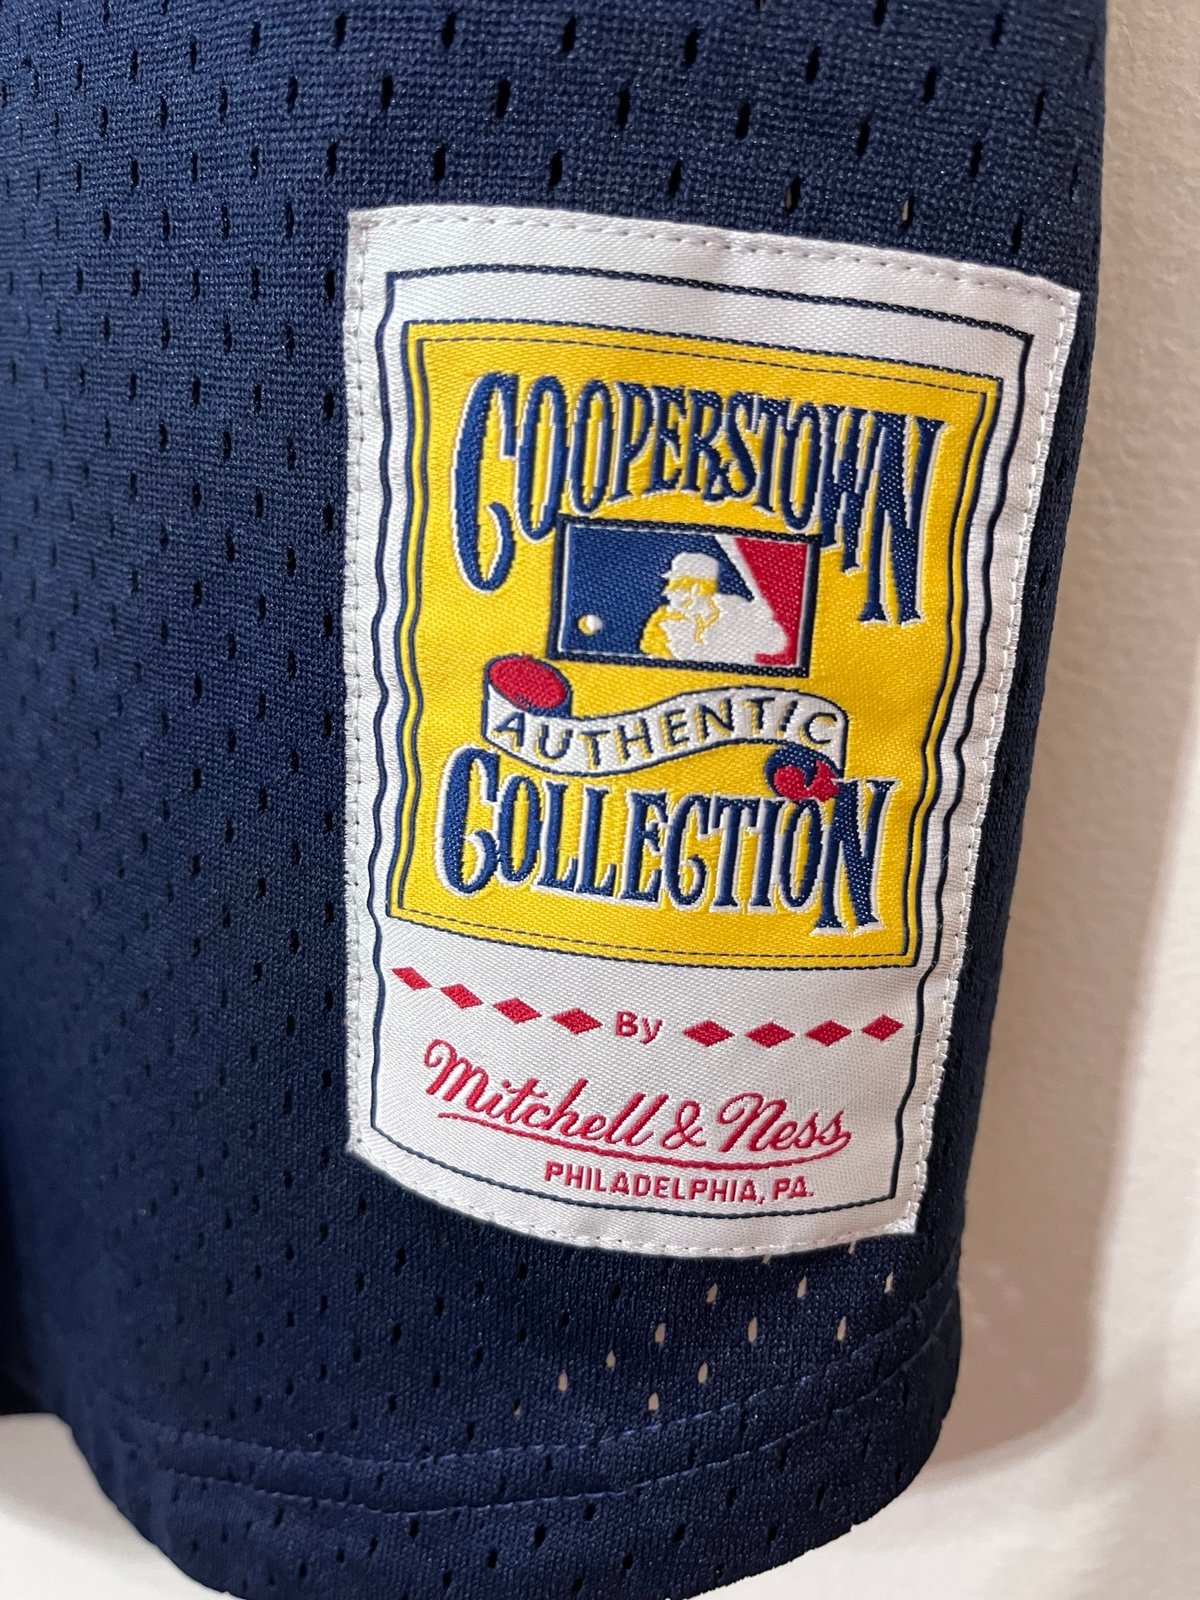 COOPERSTOWN
AUTHENTIC
COLLECTION
By
Mitchell & Ness
PHILADELPHIA, PA.